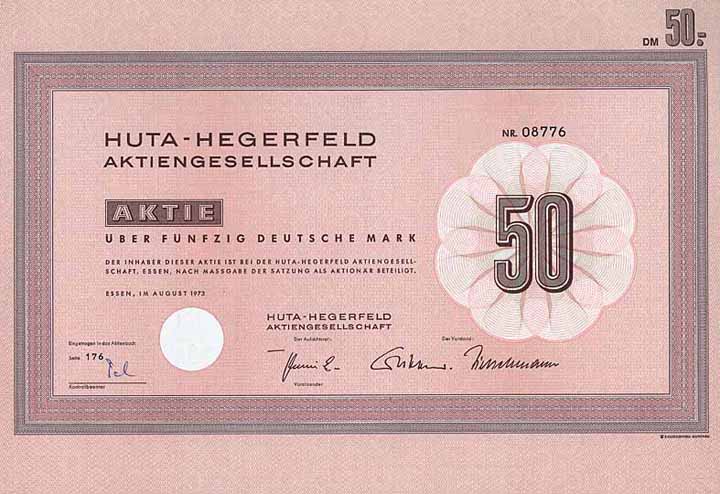 DM 50.-
HUTA-HEGERFELD
AKTIENGESELLSCHAFT
NR. 08776
AKTIE
ÜBER FÜNFZIG DEUTSCHE MARK
50
DER INHABER DIESER AKTIE IST BEI DER HUTA-HEGERFELD AKTIENGESELL-
SCHAFT, ESSEN, NACH MASSGABE DER SATZUNG ALS AKTIONÄR BETEILIGT.
ESSEN, IM AUGUST 1973
HUTA-HEGERFELD
AKTIENGESELLSCHAFT
Eingetragen in das Aktienbuch
Der Aufsichtsrat:
Der Vorstand:
Seite 176
Kontrollbeamter
Vorsitzender